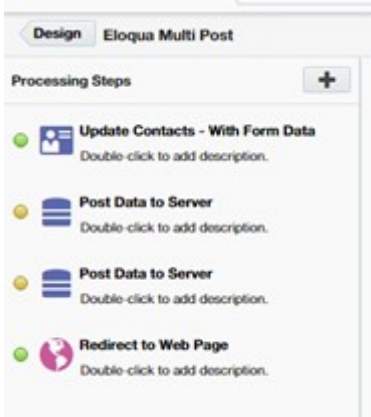 Design Eloqua Multi Post
Processing Steps +
Update Contacts - With Form Data
Double-click to add description.
Post Data to Server
Double-click to add description.
Post Data to Server
Double-click to add description.
Redirect to Web Page
Double-click to add description.